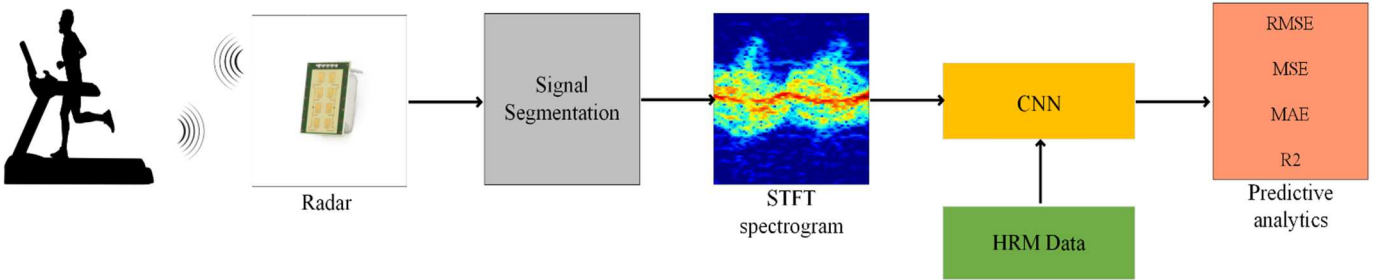 Radar
Signal
Segmentation
STFT
spectrogram
CNN
HRM Data
RMSE
MSE
MAE
R2
Predictive
analytics